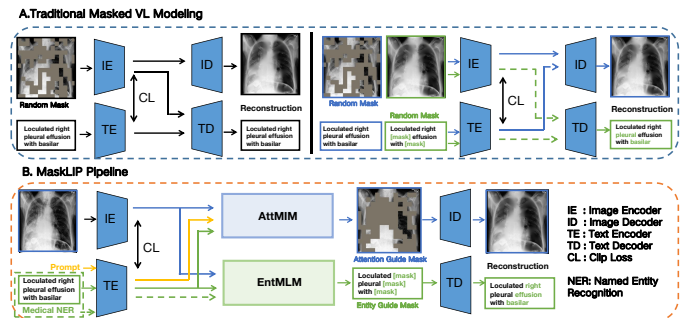 A.Traditional Masked VL Modeling
IE
ID
Random Mask
CL
Reconstruction
Loculated right
pleural effusion
with basilar
TE
TD
Loculated right
pleural effusion
with basilar
IE
ID
Random Mask
Random Mask
CL
Reconstruction
Loculated right
pleural effusion
with basilar
Loculated right
[mask] effusion
with [mask]
TE
TD
Loculated right
pleural effusion
with basilar
B. MaskLIP Pipeline
IE
AttMIM
ID
Attention Guide Mask
Reconstruction
CL
Prompt
Loculated right
pleural effusion
with basilar
Medical NER
TE
EntMLM
Loculated [mask]
pleural [mask]
with [mask]
Entity Guide Mask
TD
Loculated right
pleural effusion
with basilar
IE : Image Encoder
ID : Image Decoder
TE : Text Encoder
TD : Text Decoder
CL : Clip Loss
NER: Named Entity
Recognition